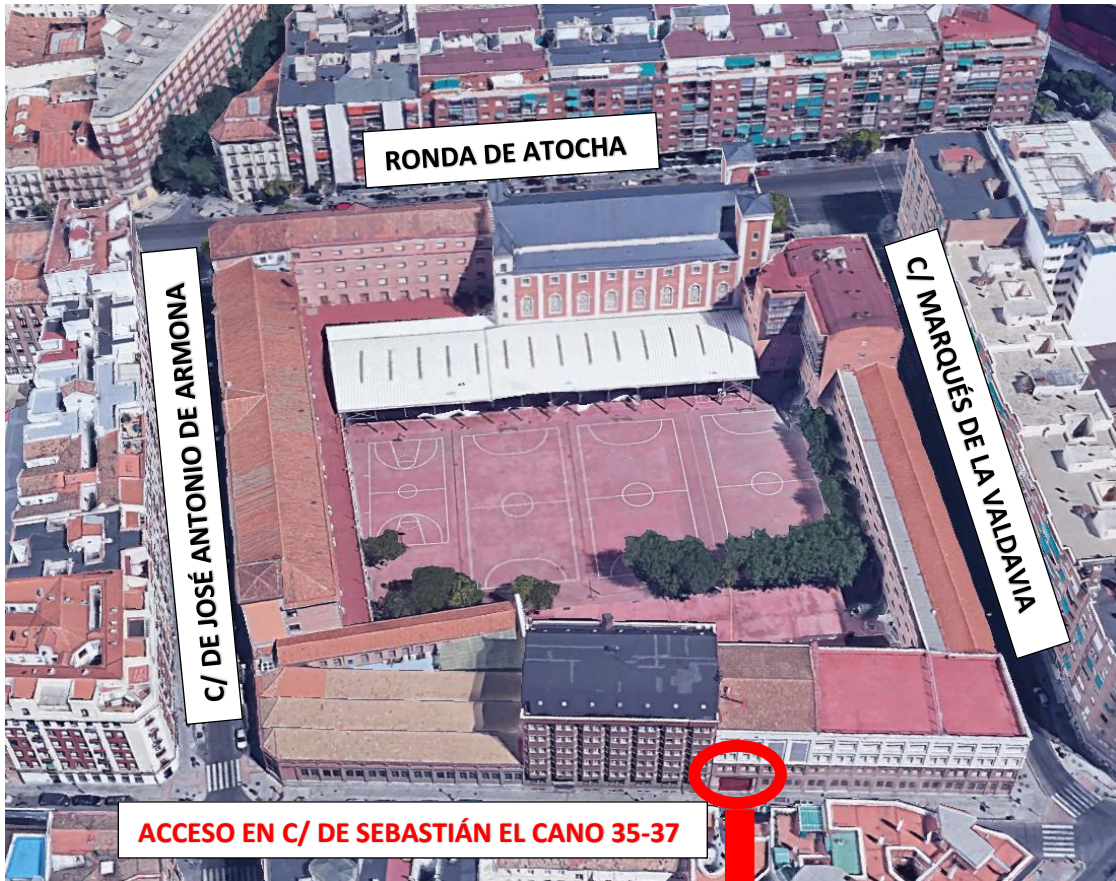 RONDA DE ATOCHA
C/ DE JOSÉ ANTONIO DE ARMONA
C/ MARQUÉS DE LA VALDAVIA
ACCESO EN C/ DE SEBASTIÁN EL CANO 35-37